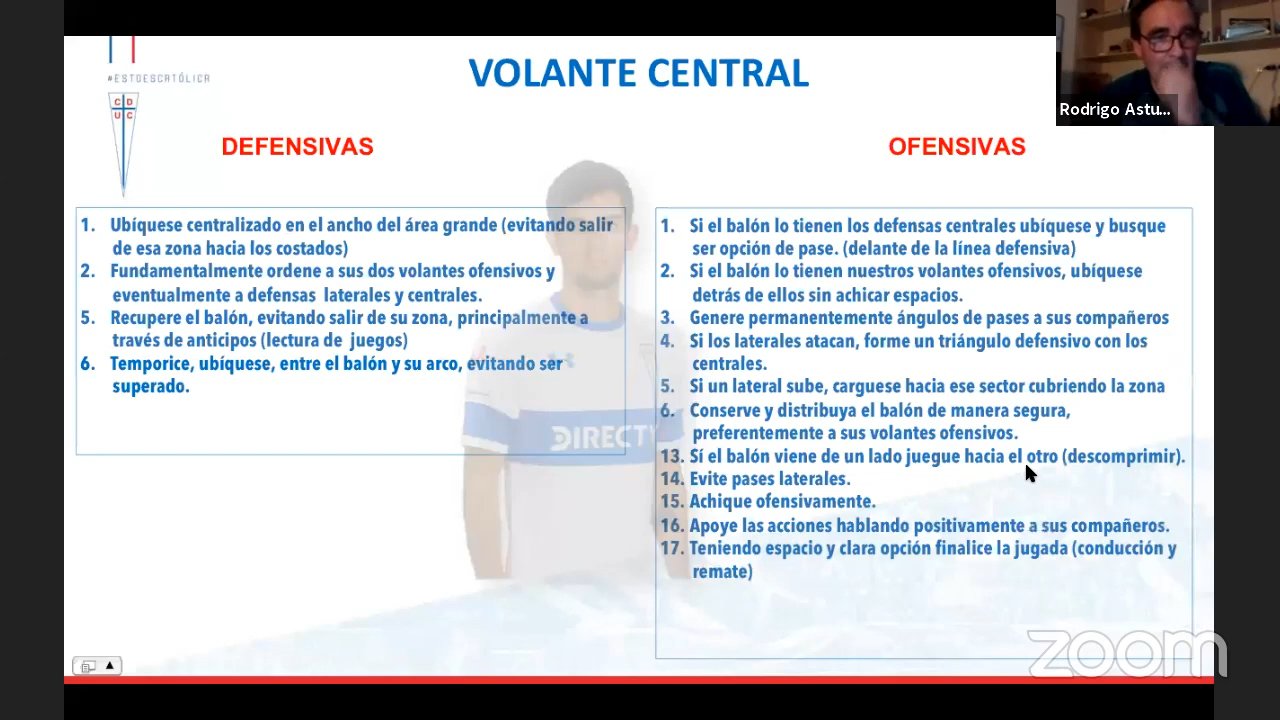 #ESTOESCATÓLICA
C D
U C
VOLANTE CENTRAL
Rodrigo Astu...
DEFENSIVAS
1. Ubíquese centralizado en el ancho del área grande (evitando salir
de esa zona hacia los costados)
2. Fundamentalmente ordene a sus dos volantes ofensivos y
eventualmente a defensas laterales y centrales.
5. Recupere el balón, evitando salir de su zona, principalmente a
través de anticipos (lectura de juegos)
6. Temporice, ubíquese, entre el balón y su arco, evitando ser
superado.
OFENSIVAS
1. Si el balón lo tienen los defensas centrales ubíquese y busque
ser opción de pase. (delante de la línea defensiva)
2. Si el balón lo tienen nuestros volantes ofensivos, ubíquese
detrás de ellos sin achicar espacios.
3. Genere permanentemente ángulos de pases a sus compañeros
4. Si los laterales atacan, forme un triángulo defensivo con los
centrales.
5. Si un lateral sube, carguese hacia ese sector cubriendo la zona
6. Conserve y distribuya el balón de manera segura,
preferentemente a sus volantes ofensivos.
13. Sí el balón viene de un lado juegue hacia el otro (descomprimir).
14. Evite pases laterales.
15. Achique ofensivamente.
16. Apoye las acciones hablando positivamente a sus compañeros.
17. Teniendo espacio y clara opción finalice la jugada (conducción y
remate)
DIRECTV
zoom